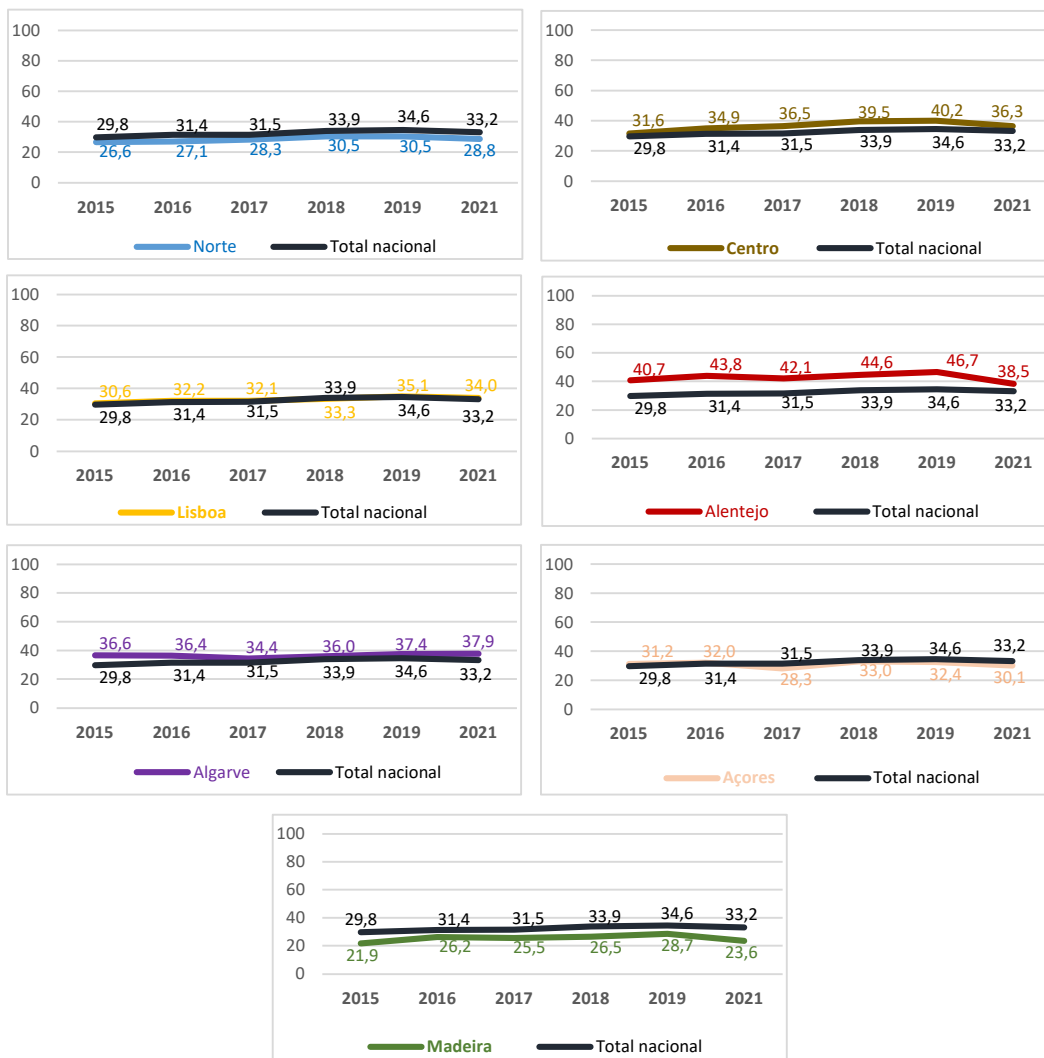 100
80
60
40
20
0
29,8 31,4 31,5 33,9 34,6 33,2
26,6 27,1 28,3 30,5 30,5 28,8
2015 2016 2017 2018 2019 2021
Norte Total nacional
100
80
60
40
20
0
31,6 34,9 36,5 39,5 40,2 36,3
29,8 31,4 31,5 33,9 34,6 33,2
2015 2016 2017 2018 2019 2021
Centro Total nacional
100
80
60
40
20
0
30,6 32,2 32,1 33,9 35,1 34,0
29,8 31,4 31,5 33,3 34,6 33,2
2015 2016 2017 2018 2019 2021
Lisboa Total nacional
100
80
60
40
20
0
40,7 43,8 42,1 44,6 46,7 38,5
29,8 31,4 31,5 33,9 34,6 33,2
2015 2016 2017 2018 2019 2021
Alentejo Total nacional
100
80
60
40
20
0
36,6 36,4 34,4 36,0 37,4 37,9
29,8 31,4 31,5 33,9 34,6 33,2
2015 2016 2017 2018 2019 2021
Algarve Total nacional
100
80
60
40
20
0
31,2 32,0 31,5 33,9 34,6 33,2
29,8 31,4 28,3 33,0 32,4 30,1
2015 2016 2017 2018 2019 2021
Açores Total nacional
100
80
60
40
20
0
29,8 31,4 31,5 33,9 34,6 33,2
21,9 26,2 25,5 26,5 28,7 23,6
2015 2016 2017 2018 2019 2021
Madeira Total nacional